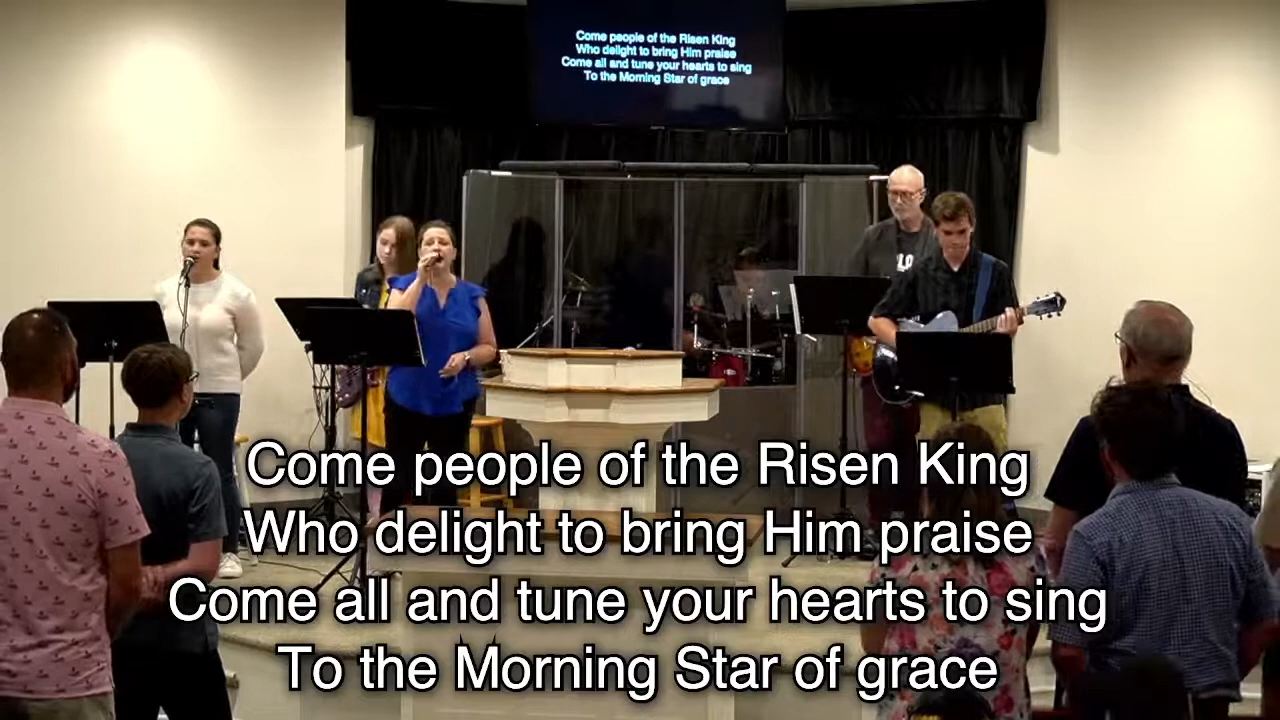 Come people of the Risen King
Who delight to bring Him praise
Come all and tune your hearts to sing
To the Morning Star of grace
Come people of the Risen King
Who delight to bring Him praise
Come all and tune your hearts to sing
To the Morning Star of grace